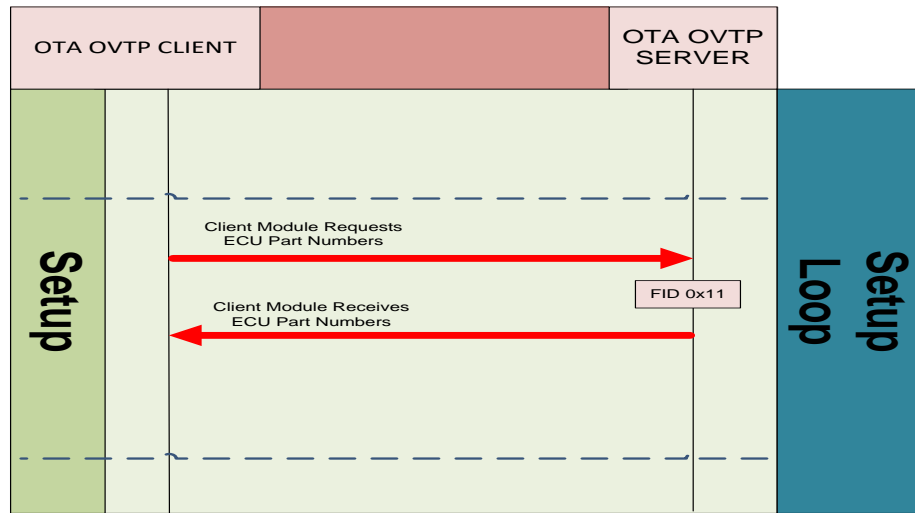 OTA OVTP CLIENT
OTA OVTP
SERVER
Client Module Requests
ECU Part Numbers
FID 0x11
Client Module Receives
ECU Part Numbers
Setup
Setup
Loop